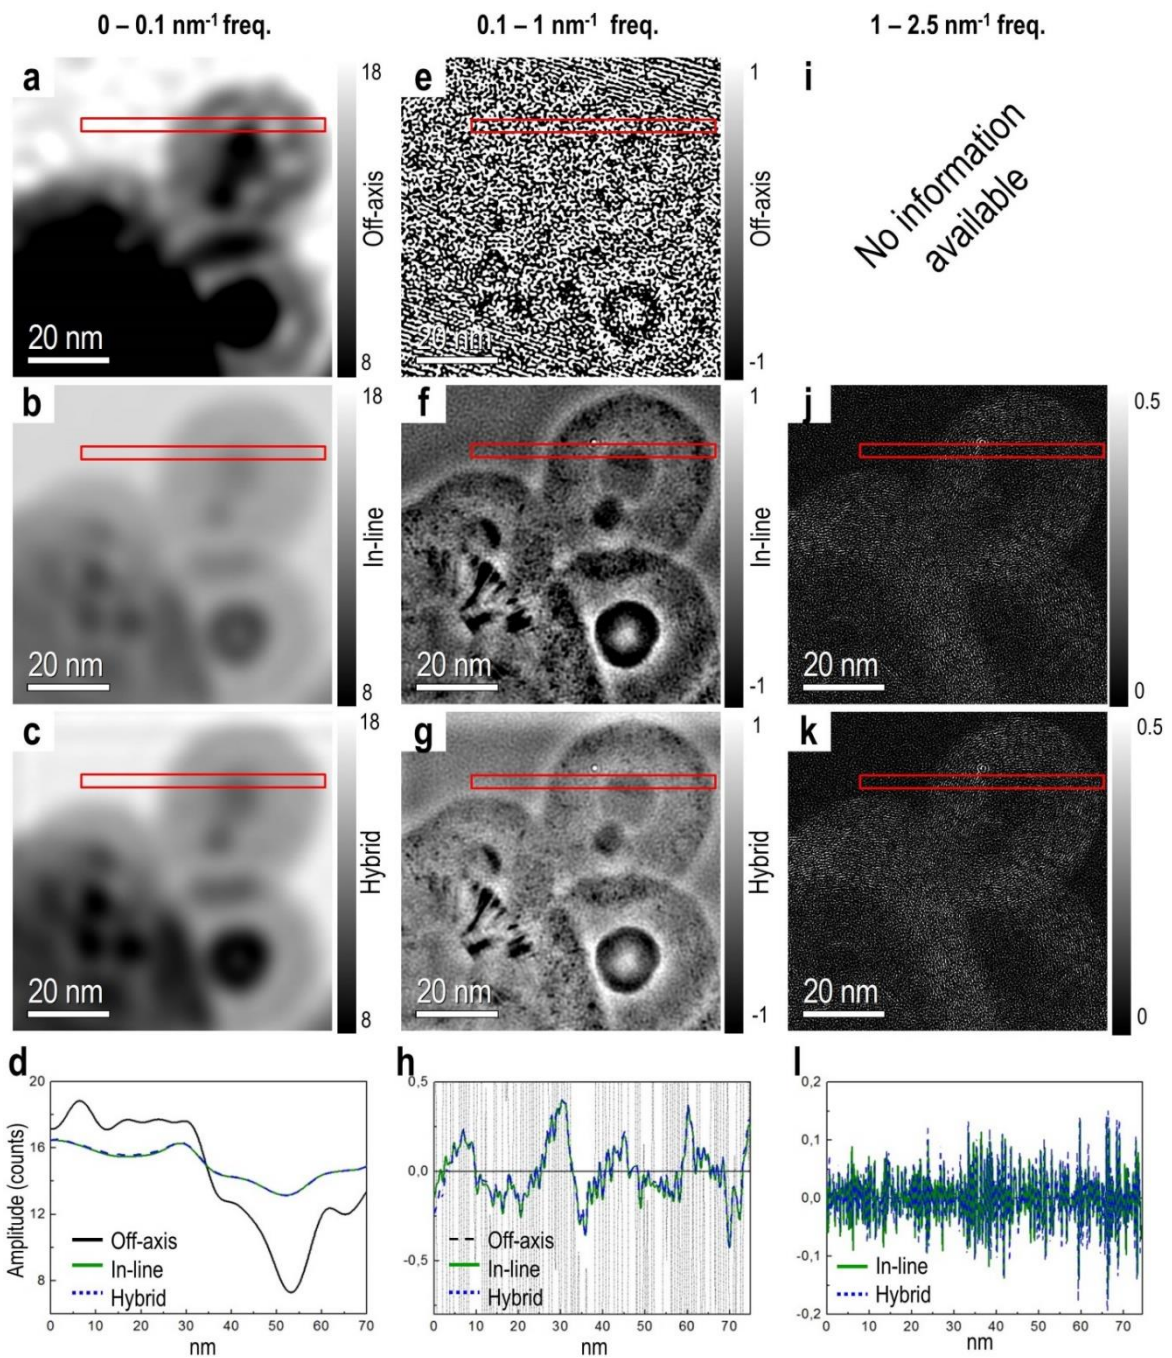 0 – 0.1 nm⁻¹ freq.
0.1 – 1 nm⁻¹ freq.
1 – 2.5 nm⁻¹ freq.
a
18
Off-axis
8
20 nm
e
1
Off-axis
-1
20 nm
i
No information
available
b
18
In-line
8
20 nm
f
1
In-line
-1
20 nm
j
0.5
0
20 nm
c
18
Hybrid
8
20 nm
g
1
Hybrid
-1
20 nm
k
0.5
0
20 nm
d
Amplitude (counts)
20
16
12
8
Off-axis
In-line
Hybrid
0 10 20 30 40 50 60 70
nm
h
0,5
0,0
-0,5
Off-axis
In-line
Hybrid
0 10 20 30 40 50 60 70
nm
l
0,2
0,1
0,0
-0,1
-0,2
In-line
Hybrid
0 10 20 30 40 50 60 70
nm